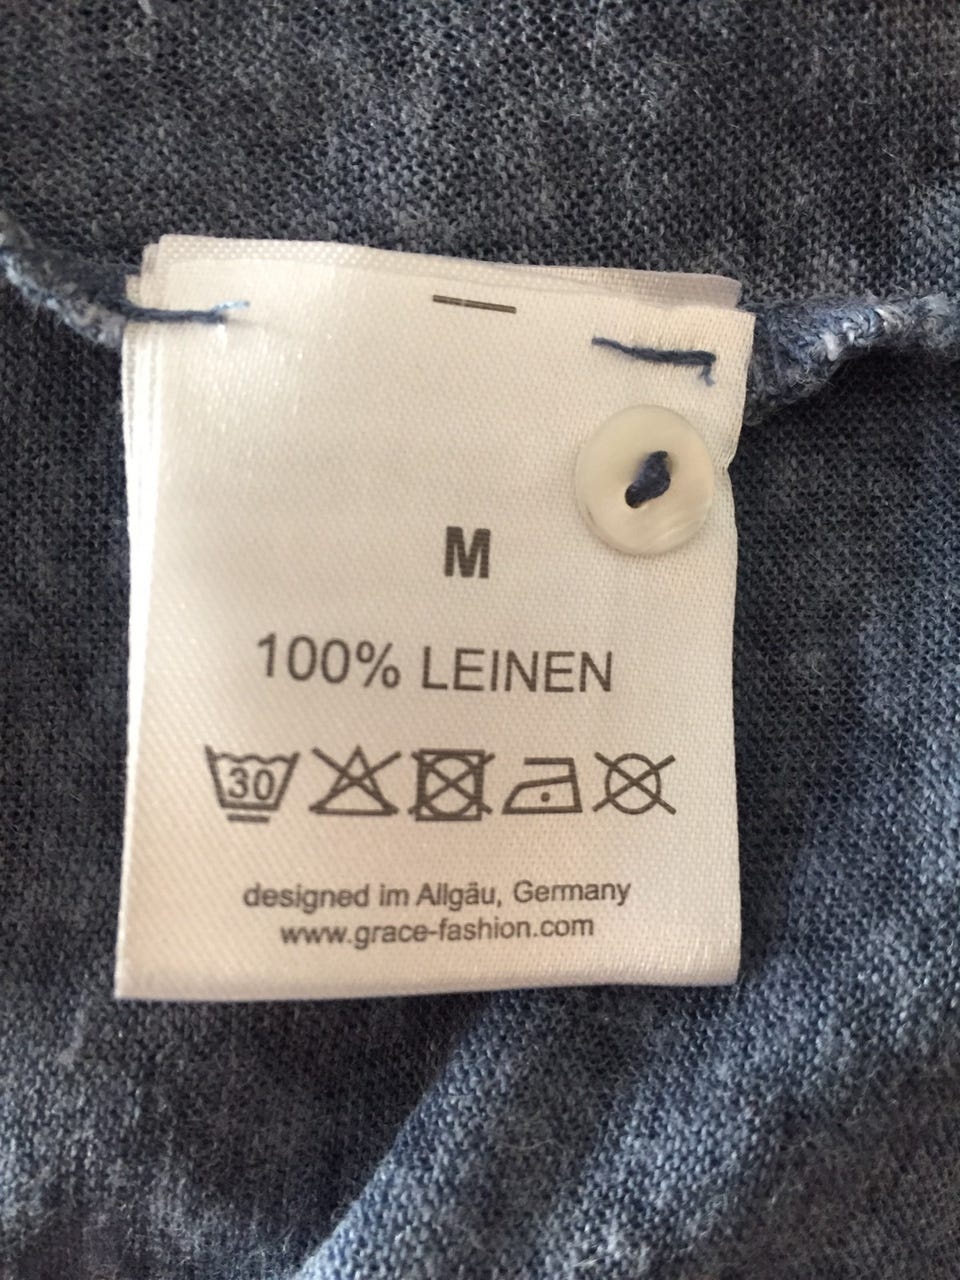 M
100% LEINEN
30
designed im Allgäu, Germany
www.grace-fashion.com